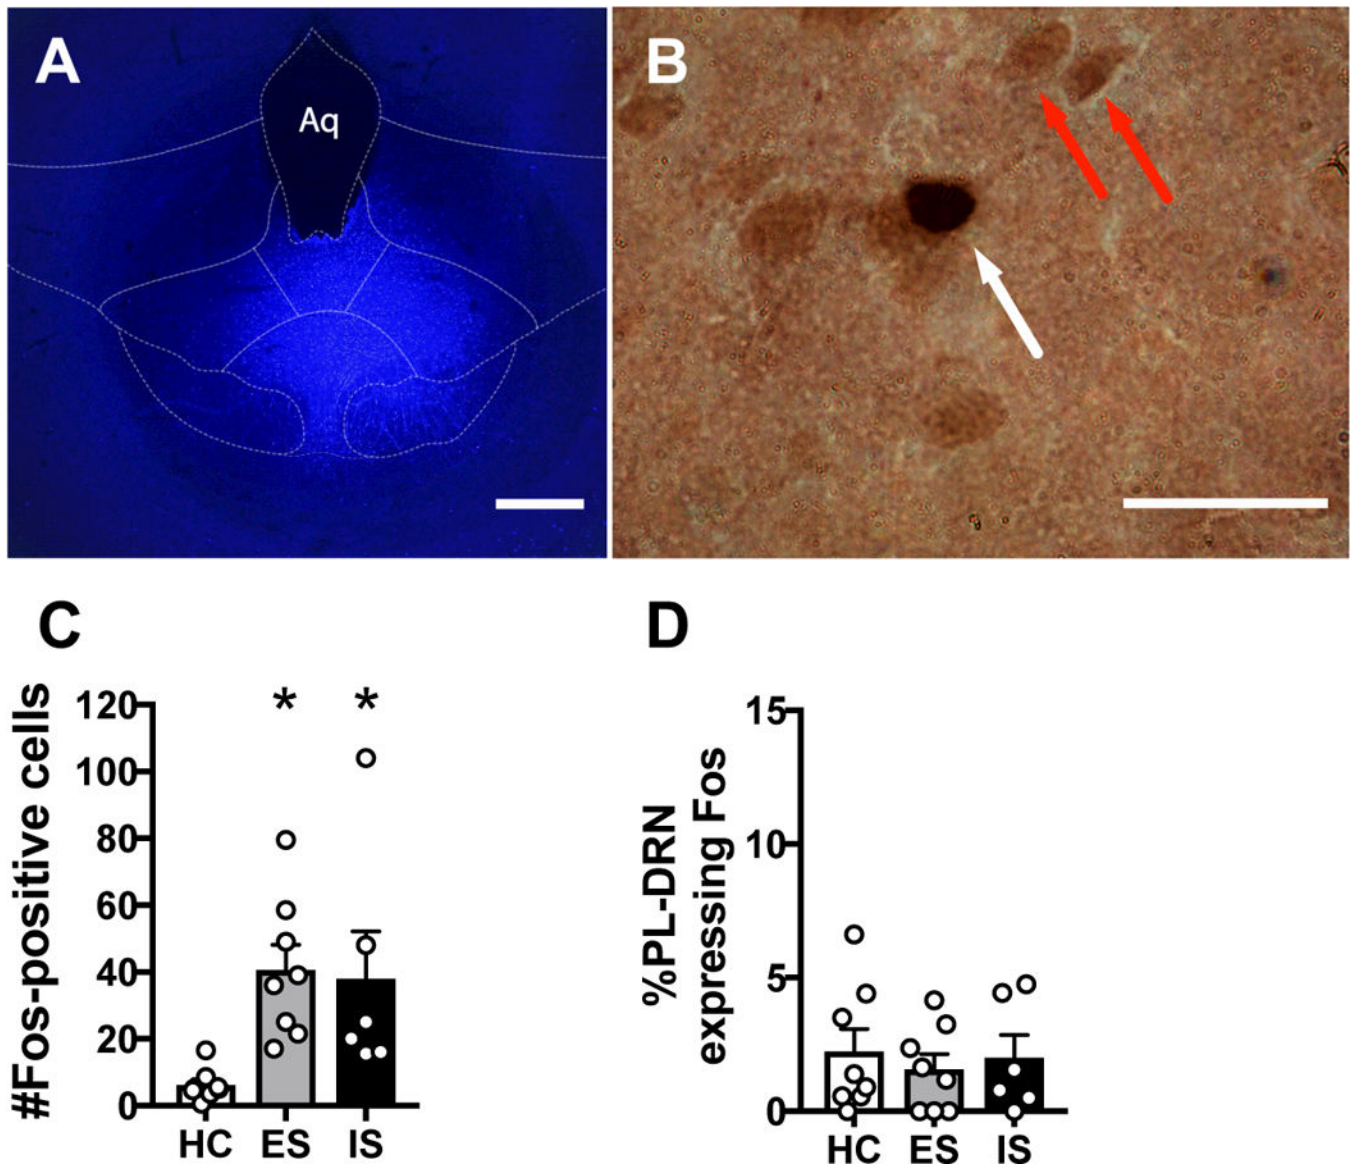 A
Aq
B
C
#Fos-positive cells
120
100
80
60
40
20
0
* *
HC ES IS
D
%PL-DRN
expressing Fos
15
10
5
0
HC ES IS